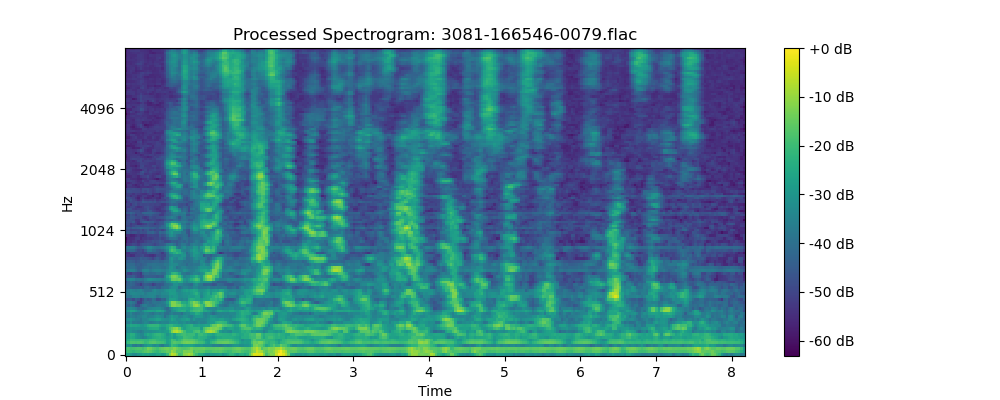 Processed Spectrogram: 3081-166546-0079.flac
Hz
4096
2048
1024
512
0
0 1 2 3 4 5 6 7 8
Time
+0 dB
-10 dB
-20 dB
-30 dB
-40 dB
-50 dB
-60 dB